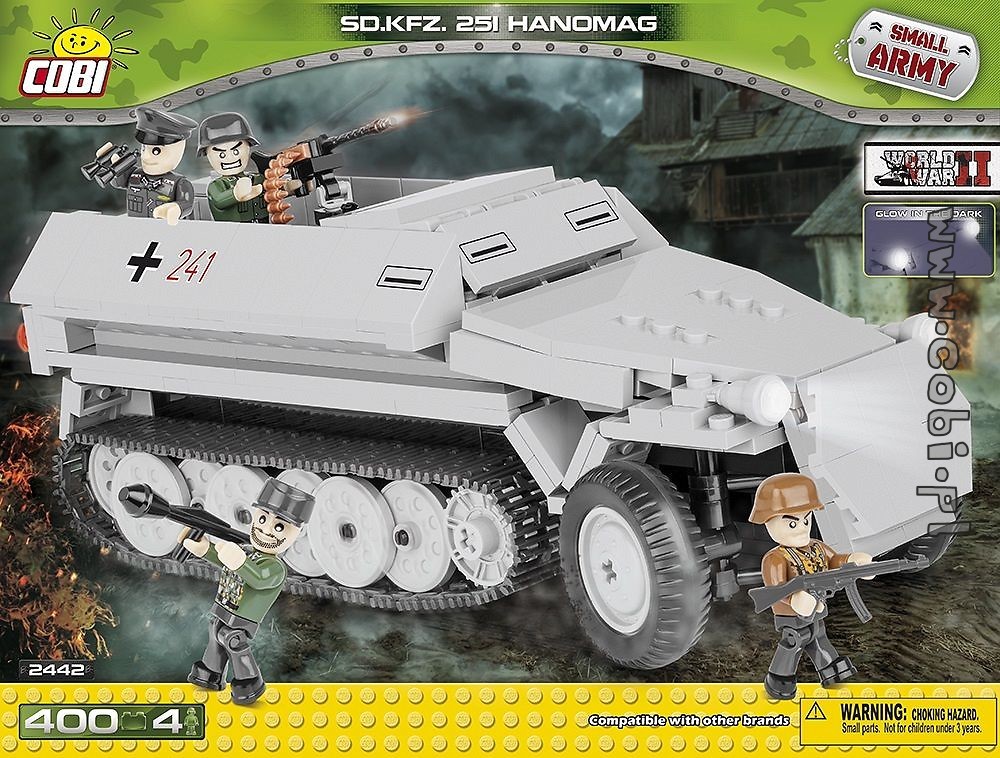 SD.KFZ. 251 HANOMAG
COBI
SMALL
ARMY
WORLD
WAR II
GLOW IN THE DARK
www.cobi.pl
241
2442
400 4
Compatible with other brands
WARNING: CHOKING HAZARD.
Small parts. Not for children under 3 years.